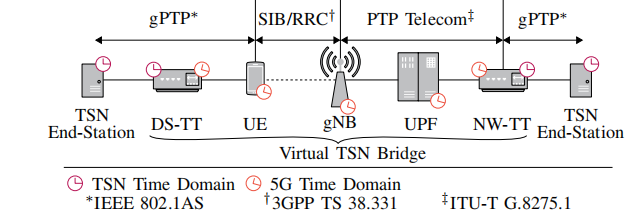 gPTP* SIB/RRC† PTP Telecom‡ gPTP*
TSN End-Station DS-TT UE gNB UPF NW-TT TSN End-Station
Virtual TSN Bridge
TSN Time Domain 5G Time Domain
*IEEE 802.1AS †3GPP TS 38.331 ‡ITU-T G.8275.1